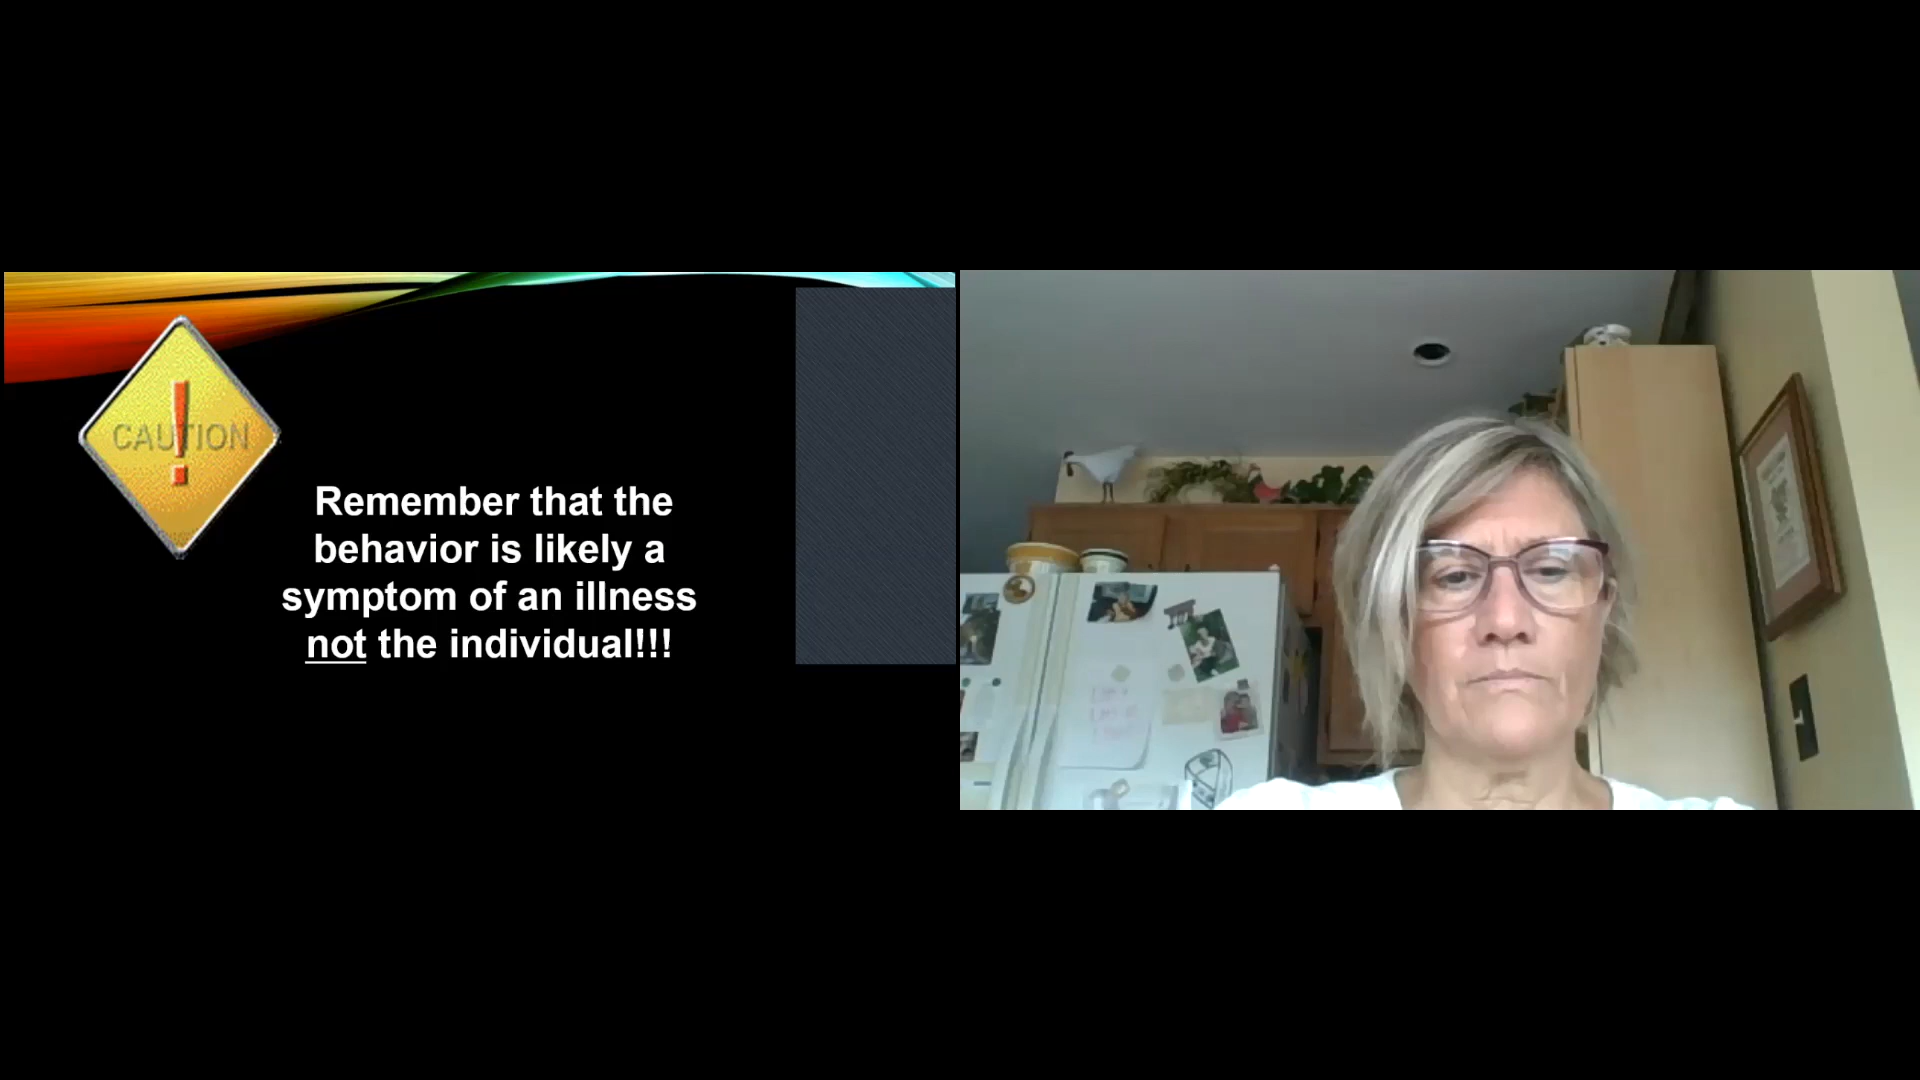 CAUTION
!
Remember that the
behavior is likely a
symptom of an illness
not the individual!!!